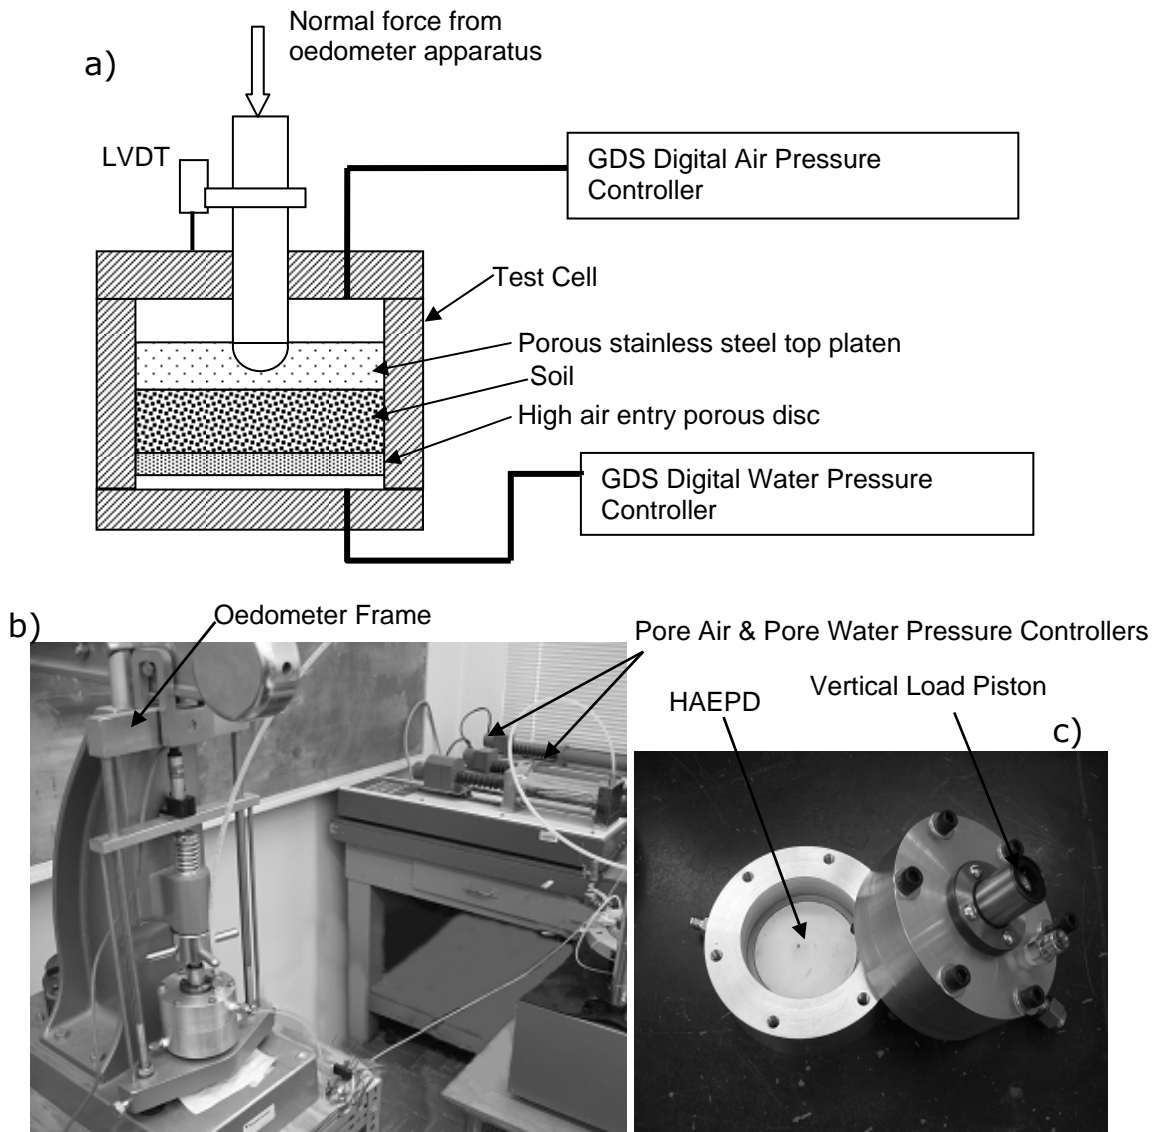 Normal force from
oedometer apparatus
a)
LVDT
GDS Digital Air Pressure
Controller
Test Cell
Porous stainless steel top platen
Soil
High air entry porous disc
GDS Digital Water Pressure
Controller
b)
Oedometer Frame
Pore Air & Pore Water Pressure Controllers
HAEPD
Vertical Load Piston
c)